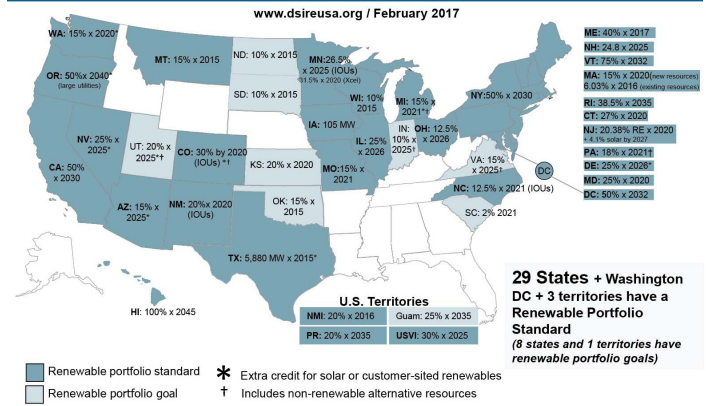 www.dsireusa.org / February 2017
WA: 15% x 2020*
OR: 50%x 2040*
(large utilities)
MT: 15% x 2015
ND: 10% x 2015
SD: 10% x 2015
MN:26.5%
x 2025 (IOUs)
31.5% x 2020 (Xcel)
WI: 10%
2015
MI: 15% x
2021*†
NY:50% x 2030
NV: 25% x
2025*
UT: 20% x
2025*†
CO: 30% by 2020
(IOUs) *†
KS: 20% x 2020
IA: 105 MW
IL: 25%
x 2026
IN:
10% x
2025†
OH: 12.5%
x 2026
MO:15% x
2021
CA: 50%
x 2030
AZ: 15% x
2025*
NM: 20%x 2020
(IOUs)
OK: 15% x
2015
TX: 5,880 MW x 2015*
VA: 15%
x 2025†
NC: 12.5% x 2021 (IOUs)
SC: 2% 2021
DC
HI: 100% x 2045
ME: 40% x 2017
NH: 24.8 x 2025
VT: 75% x 2032
MA: 15% x 2020(new resources)
6.03% x 2016 (existing resources)
RI: 38.5% x 2035
CT: 27% x 2020
NJ: 20.38% RE x 2020
+ 4.1% solar by 2027
PA: 18% x 2021†
DE: 25% x 2026*
MD: 25% x 2020
DC: 50% x 2032
U.S. Territories
NMI: 20% x 2016
Guam: 25% x 2035
PR: 20% x 2035
USVI: 30% x 2025
29 States + Washington
DC + 3 territories have a
Renewable Portfolio
Standard
(8 states and 1 territories have
renewable portfolio goals)
Renewable portfolio standard
Renewable portfolio goal
* Extra credit for solar or customer-sited renewables
† Includes non-renewable alternative resources